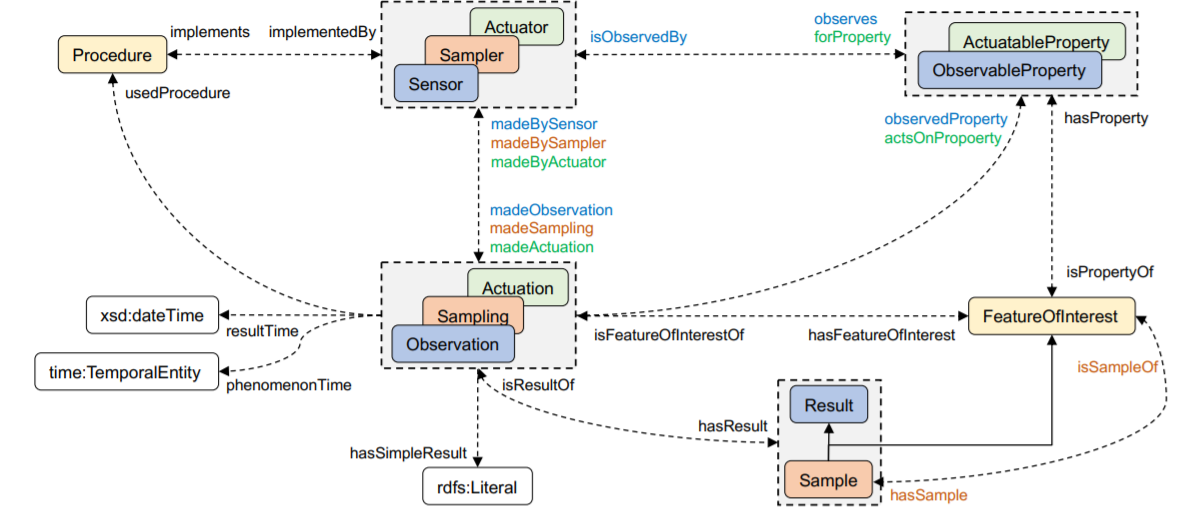 implements
implementedBy
Procedure
usedProcedure
Actuator
Sampler
Sensor
isObservedBy
observes
forProperty
ActuatableProperty
ObservableProperty
madeBySensor
madeBySampler
madeByActuator
observedProperty
actsOnPropoerty
hasProperty
madeObservation
madeSampling
madeActuation
isPropertyOf
Actuation
Sampling
Observation
xsd:dateTime
resultTime
time:TemporalEntity
phenomenonTime
isFeatureOfInterestOf
hasFeatureOfInterest
FeatureOfInterest
isSampleOf
isResultOf
hasResult
Result
Sample
hasSample
hasSimpleResult
rdfs:Literal